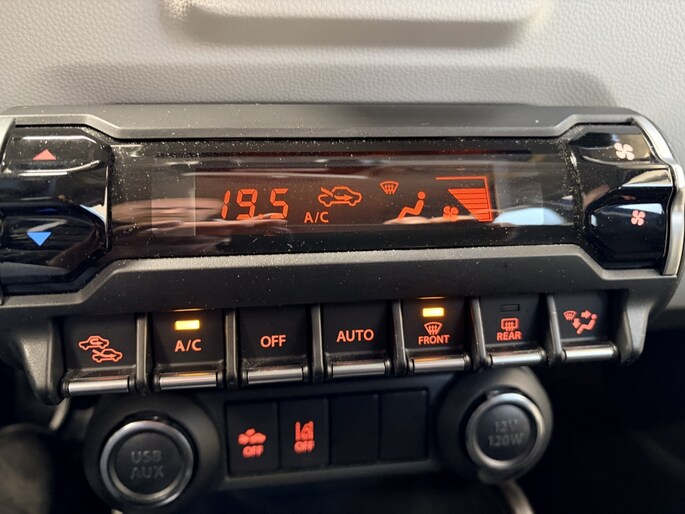 19.5
A/C
A/C
OFF
AUTO
FRONT
REAR
USB
AUX
OFF
OFF
12V
120W